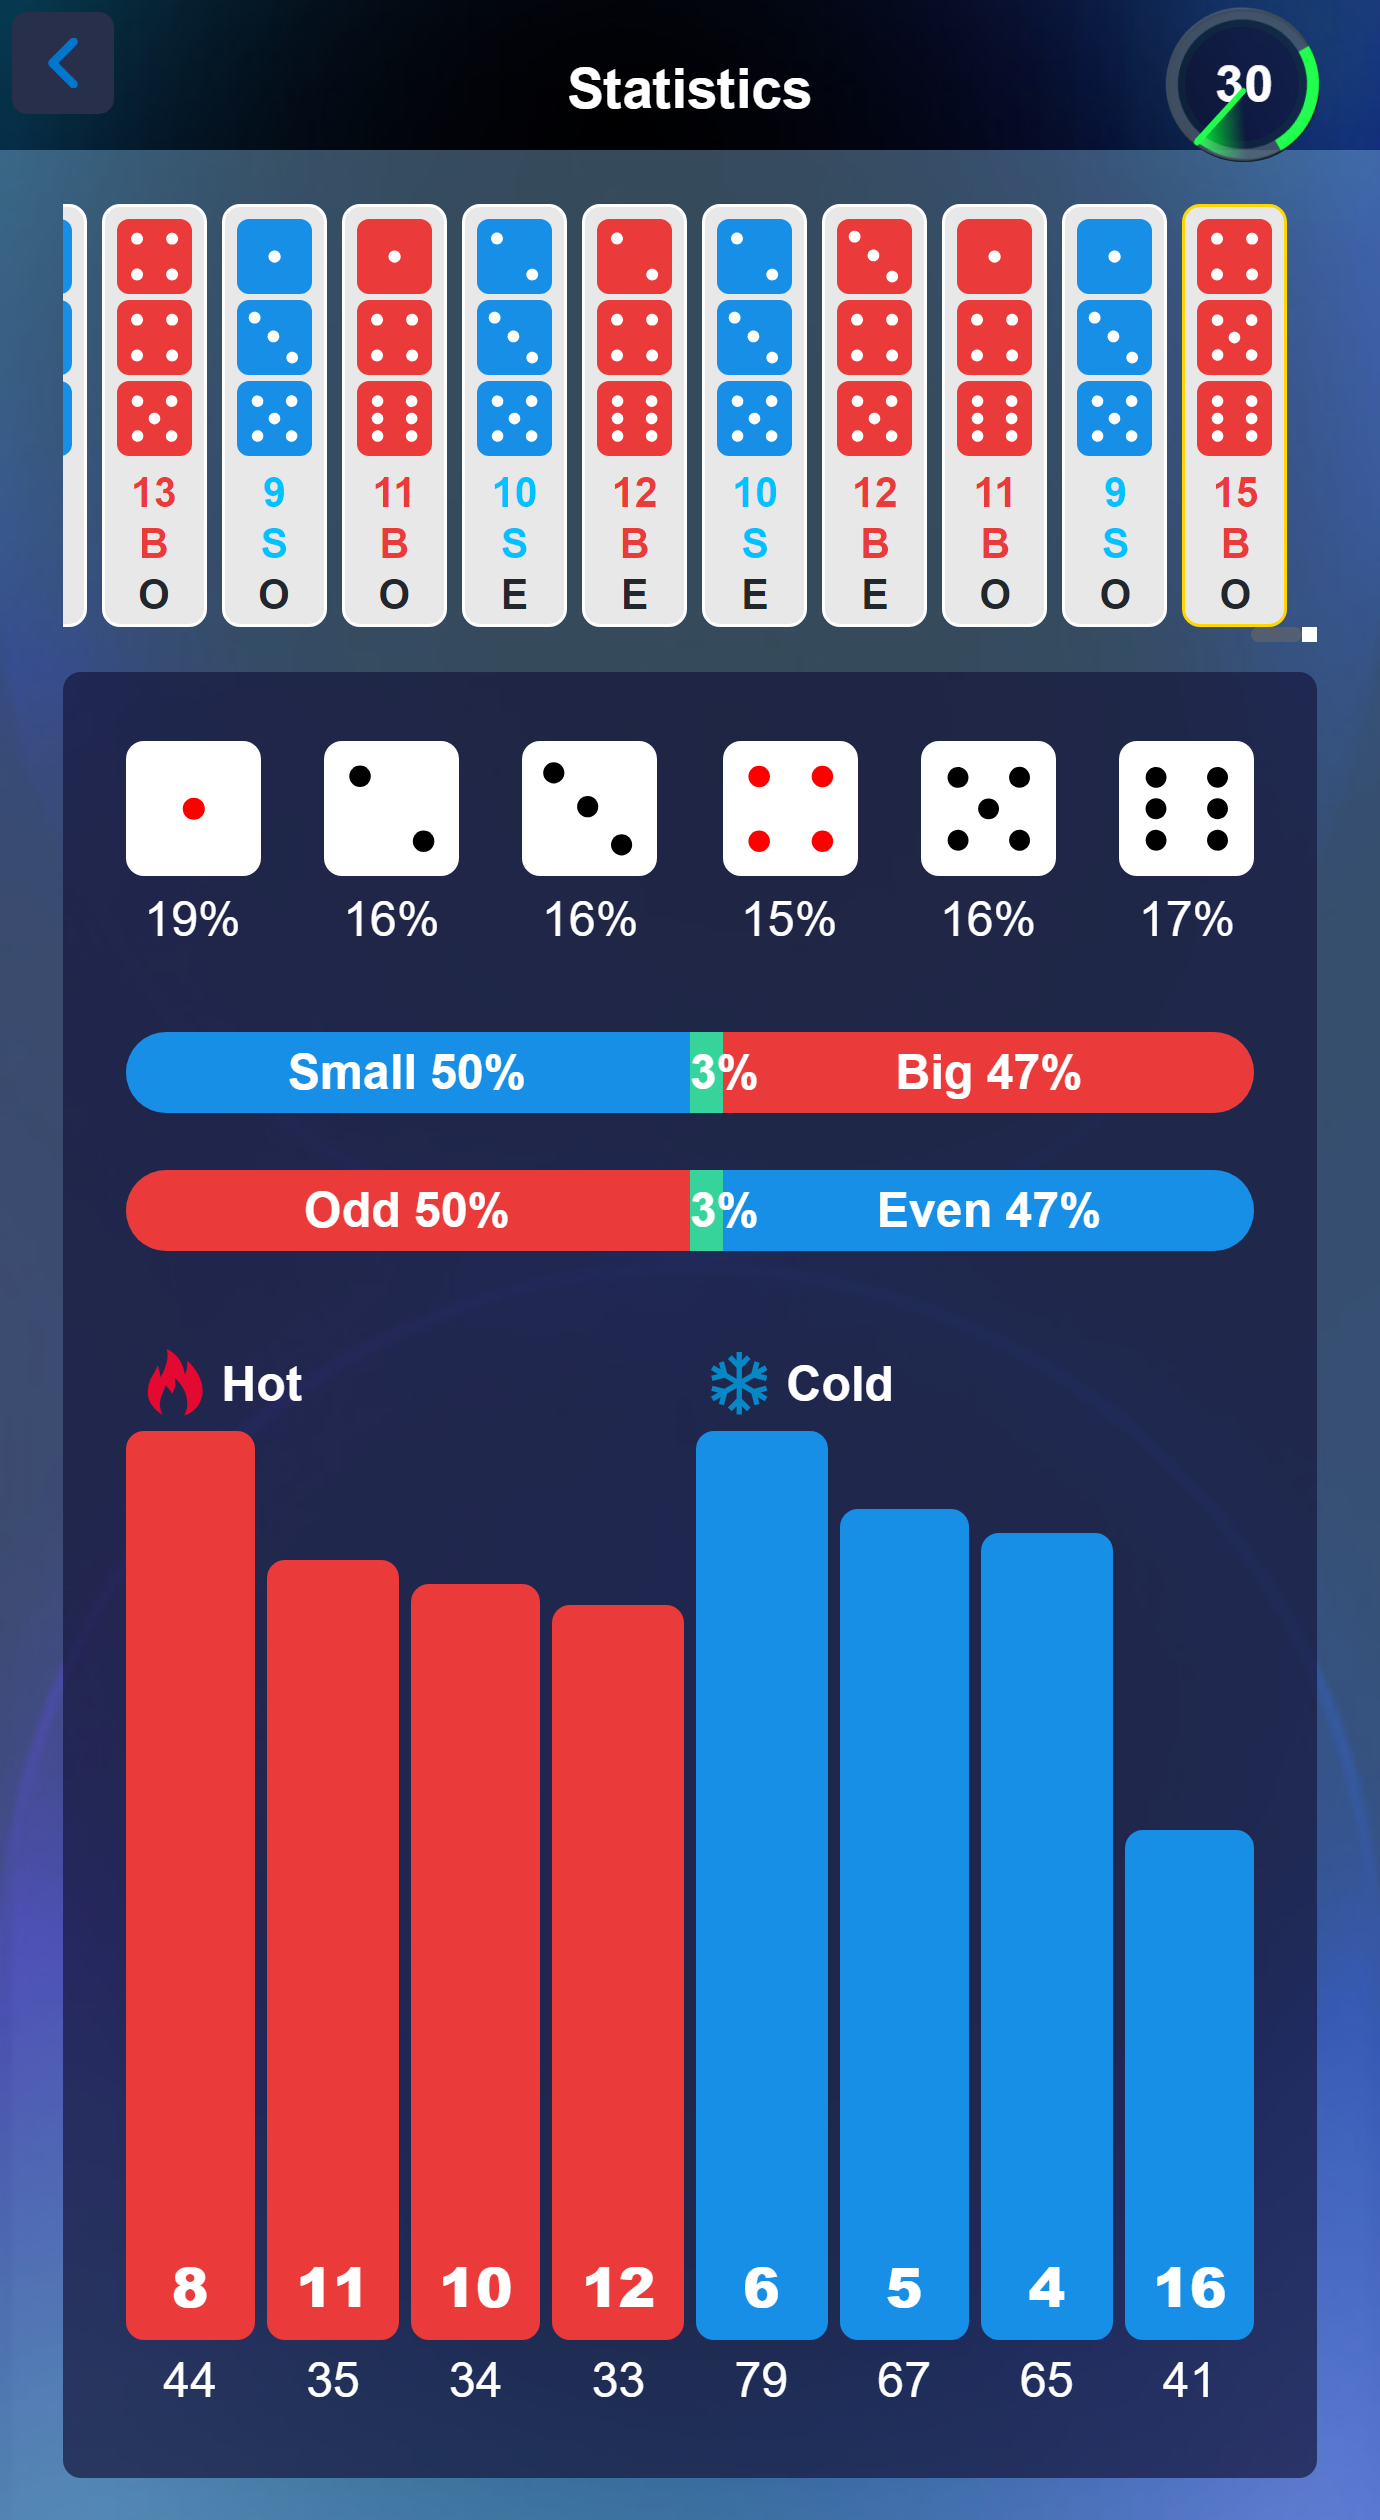 Statistics
30
13 9 11 10 12 10 12 11 9 15
B S B S B S B B S B
O O O E E E E O O O
19% 16% 16% 15% 16% 17%
Small 50% 3% Big 47%
Odd 50% 3% Even 47%
Hot Cold
8 11 10 12 6 5 4 16
44 35 34 33 79 67 65 41